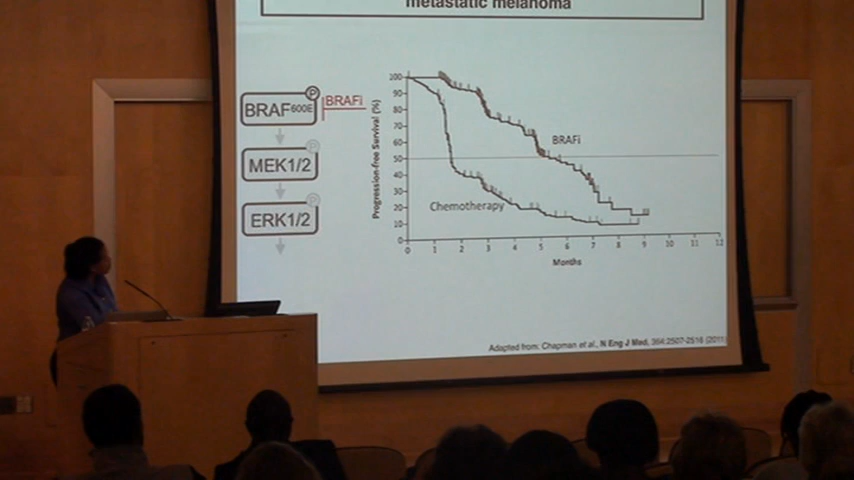 metastatic melanoma
BRAF600E
P
BRAFi
MEK1/2
P
ERK1/2
P
Progression-free Survival (%)
100
90
80
70
60
50
40
30
20
10
0
BRAFi
Chemotherapy
0 1 2 3 4 5 6 7 8 9 10 11 12
Months
Adapted from: Chapman et al., N Eng J Med, 364:2507-2516 (2011)